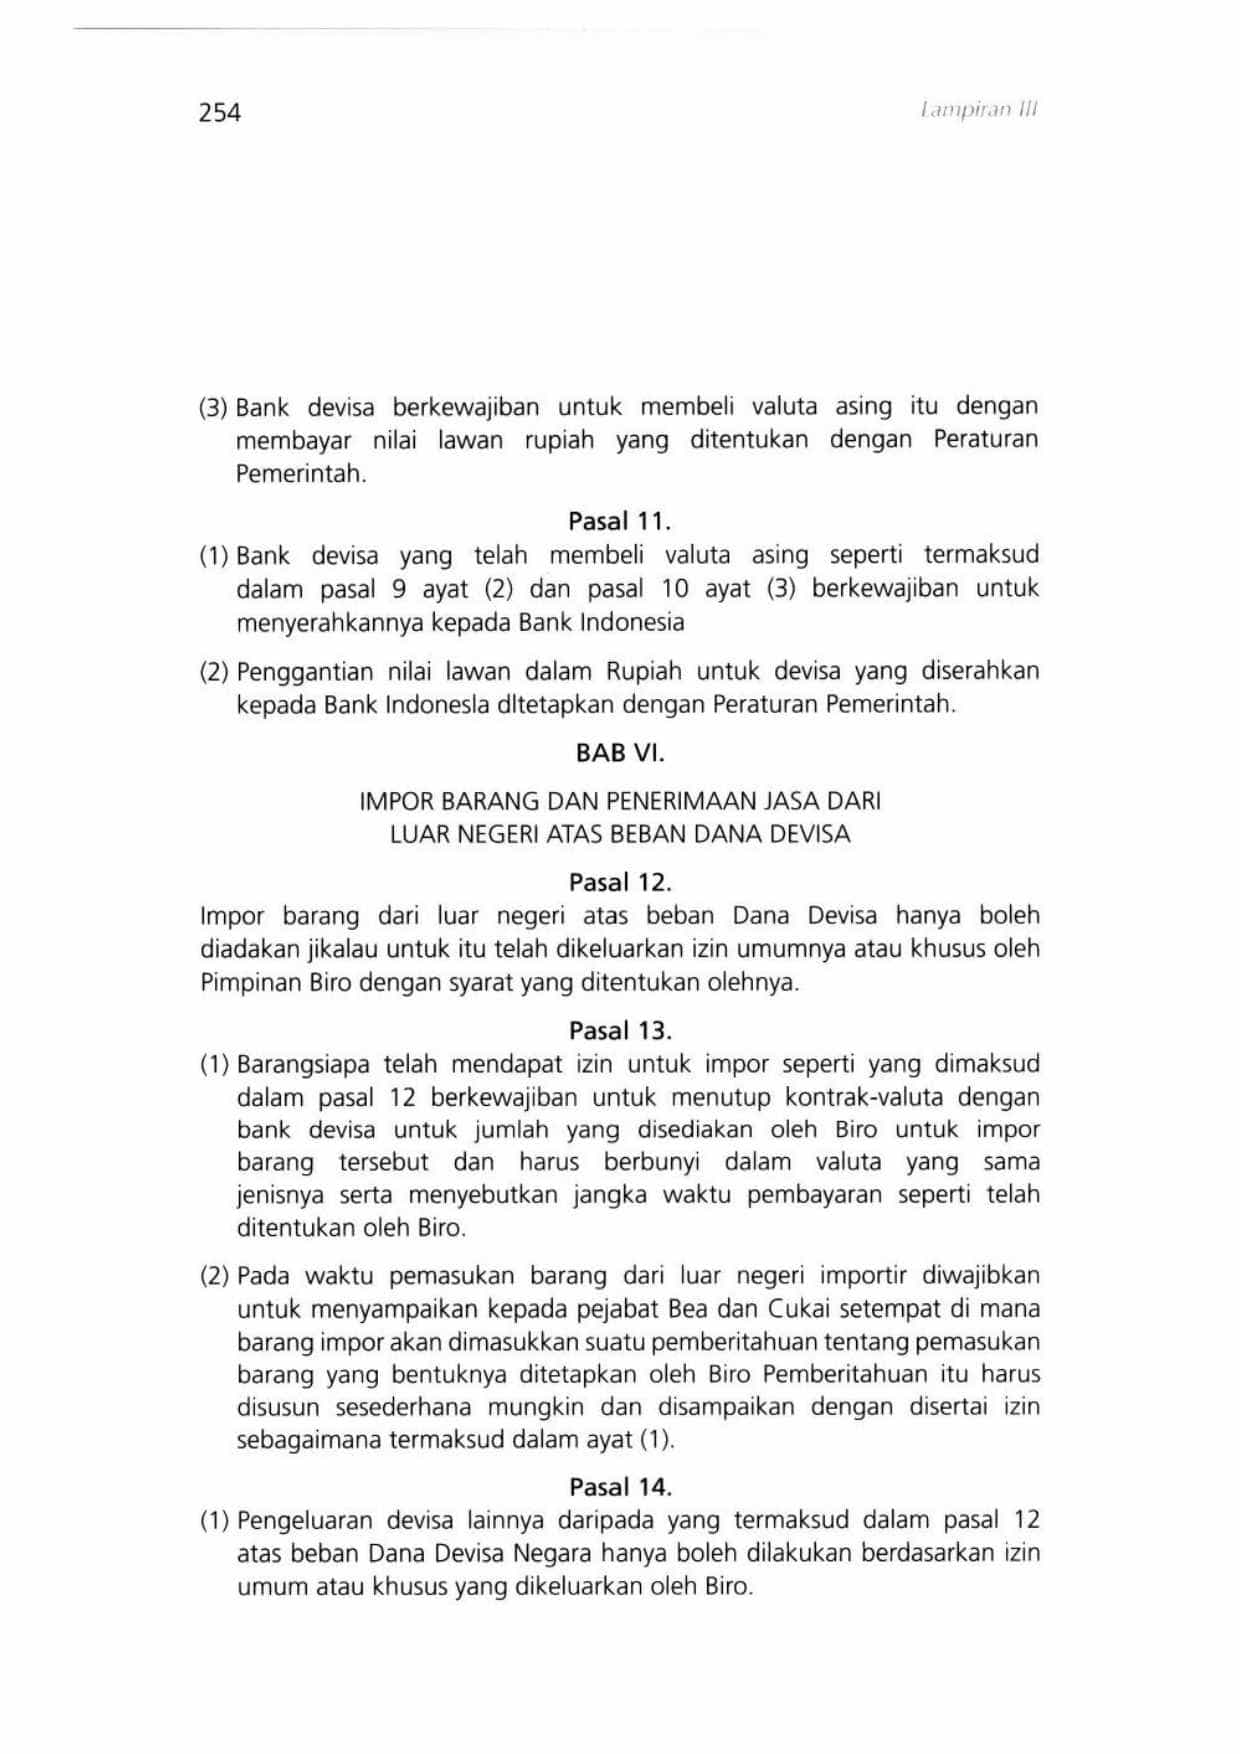 254
Lampiran III
(3) Bank devisa berkewajiban untuk membeli valuta asing itu dengan
membayar nilai lawan rupiah yang ditentukan dengan Peraturan
Pemerintah.
Pasal 11.
(1) Bank devisa yang telah membeli valuta asing seperti termaksud
dalam pasal 9 ayat (2) dan pasal 10 ayat (3) berkewajiban untuk
menyerahkannya kepada Bank Indonesia
(2) Penggantian nilai lawan dalam Rupiah untuk devisa yang diserahkan
kepada Bank Indonesla dltetapkan dengan Peraturan Pemerintah.
BAB VI.
IMPOR BARANG DAN PENERIMAAN JASA DARI
LUAR NEGERI ATAS BEBAN DANA DEVISA
Pasal 12.
Impor barang dari luar negeri atas beban Dana Devisa hanya boleh
diadakan jikalau untuk itu telah dikeluarkan izin umumnya atau khusus oleh
Pimpinan Biro dengan syarat yang ditentukan olehnya.
Pasal 13.
(1) Barangsiapa telah mendapat izin untuk impor seperti yang dimaksud
dalam pasal 12 berkewajiban untuk menutup kontrak-valuta dengan
bank devisa untuk jumlah yang disediakan oleh Biro untuk impor
barang tersebut dan harus berbunyi dalam valuta yang sama
jenisnya serta menyebutkan jangka waktu pembayaran seperti telah
ditentukan oleh Biro.
(2) Pada waktu pemasukan barang dari luar negeri importir diwajibkan
untuk menyampaikan kepada pejabat Bea dan Cukai setempat di mana
barang impor akan dimasukkan suatu pemberitahuan tentang pemasukan
barang yang bentuknya ditetapkan oleh Biro Pemberitahuan itu harus
disusun sesederhana mungkin dan disampaikan dengan disertai izin
sebagaimana termaksud dalam ayat (1).
Pasal 14.
(1) Pengeluaran devisa lainnya daripada yang termaksud dalam pasal 12
atas beban Dana Devisa Negara hanya boleh dilakukan berdasarkan izin
umum atau khusus yang dikeluarkan oleh Biro.